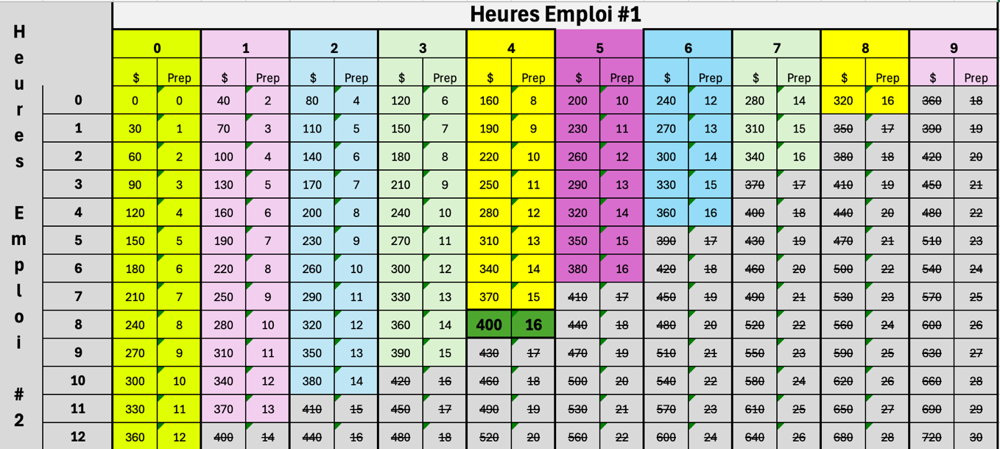 Heures Emploi #1
Heures Emploi #2
0 1 2 3 4 5 6 7 8 9
$ Prep $ Prep $ Prep $ Prep $ Prep $ Prep $ Prep $ Prep $ Prep $ Prep
0 0 0 40 2 80 4 120 6 160 8 200 10 240 12 280 14 320 16 360 18
1 30 1 70 3 110 5 150 7 190 9 230 11 270 13 310 15 350 17 390 19
2 60 2 100 4 140 6 180 8 220 10 260 12 300 14 340 16 380 18 420 20
3 90 3 130 5 170 7 210 9 250 11 290 13 330 15 370 17 410 19 450 21
4 120 4 160 6 200 8 240 10 280 12 320 14 360 16 400 18 440 20 480 22
5 150 5 190 7 230 9 270 11 310 13 350 15 390 17 430 19 470 21 510 23
6 180 6 220 8 260 10 300 12 340 14 380 16 420 18 460 20 500 22 540 24
7 210 7 250 9 290 11 330 13 370 15 410 17 450 19 490 21 530 23 570 25
8 240 8 280 10 320 12 360 14 400 16 440 18 480 20 520 22 560 24 600 26
9 270 9 310 11 350 13 390 15 430 17 470 19 510 21 550 23 590 25 630 27
10 300 10 340 12 380 14 420 16 460 18 500 20 540 22 580 24 620 26 660 28
11 330 11 370 13 410 15 450 17 490 19 530 21 570 23 610 25 650 27 690 29
12 360 12 400 14 440 16 480 18 520 20 560 22 600 24 640 26 680 28 720 30